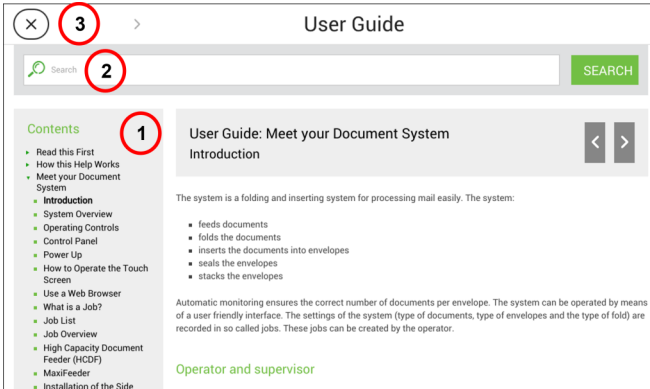 3
User Guide
Search
2
SEARCH
Contents
1
Read this First
How this Help Works
Meet your Document
System
Introduction
System Overview
Operating Controls
Control Panel
Power Up
How to Operate the Touch
Screen
Use a Web Browser
What is a Job?
Job List
Job Overview
High Capacity Document
Feeder (HCDF)
MaxiFeeder
Installation of the Side
User Guide: Meet your Document System
Introduction
The system is a folding and inserting system for processing mail easily. The system:
feeds documents
folds the documents
inserts the documents into envelopes
seals the envelopes
stacks the envelopes
Automatic monitoring ensures the correct number of documents per envelope. The system can be operated by means
of a user friendly interface. The settings of the system (type of documents, type of envelopes and the type of fold) are
recorded in so called jobs. These jobs can be created by the operator.
Operator and supervisor